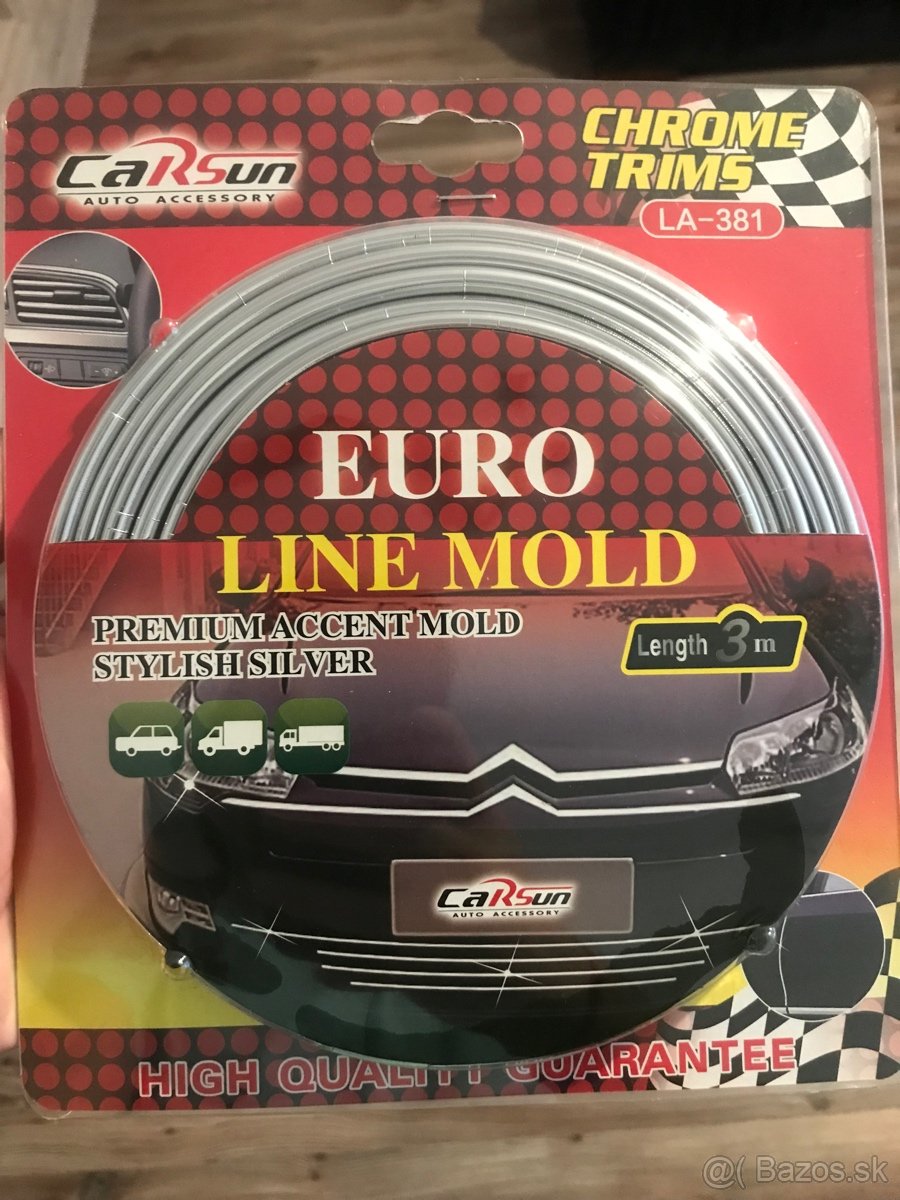 CaRSun
AUTO ACCESSORY
CHROME
TRIMS
LA-381
EURO
LINE MOLD
PREMIUM ACCENT MOLD
STYLISH SILVER
Length 3 m
CaRSun
AUTO ACCESSORY
HIGH QUALITY GUARANTEE
@( Bazos.sk